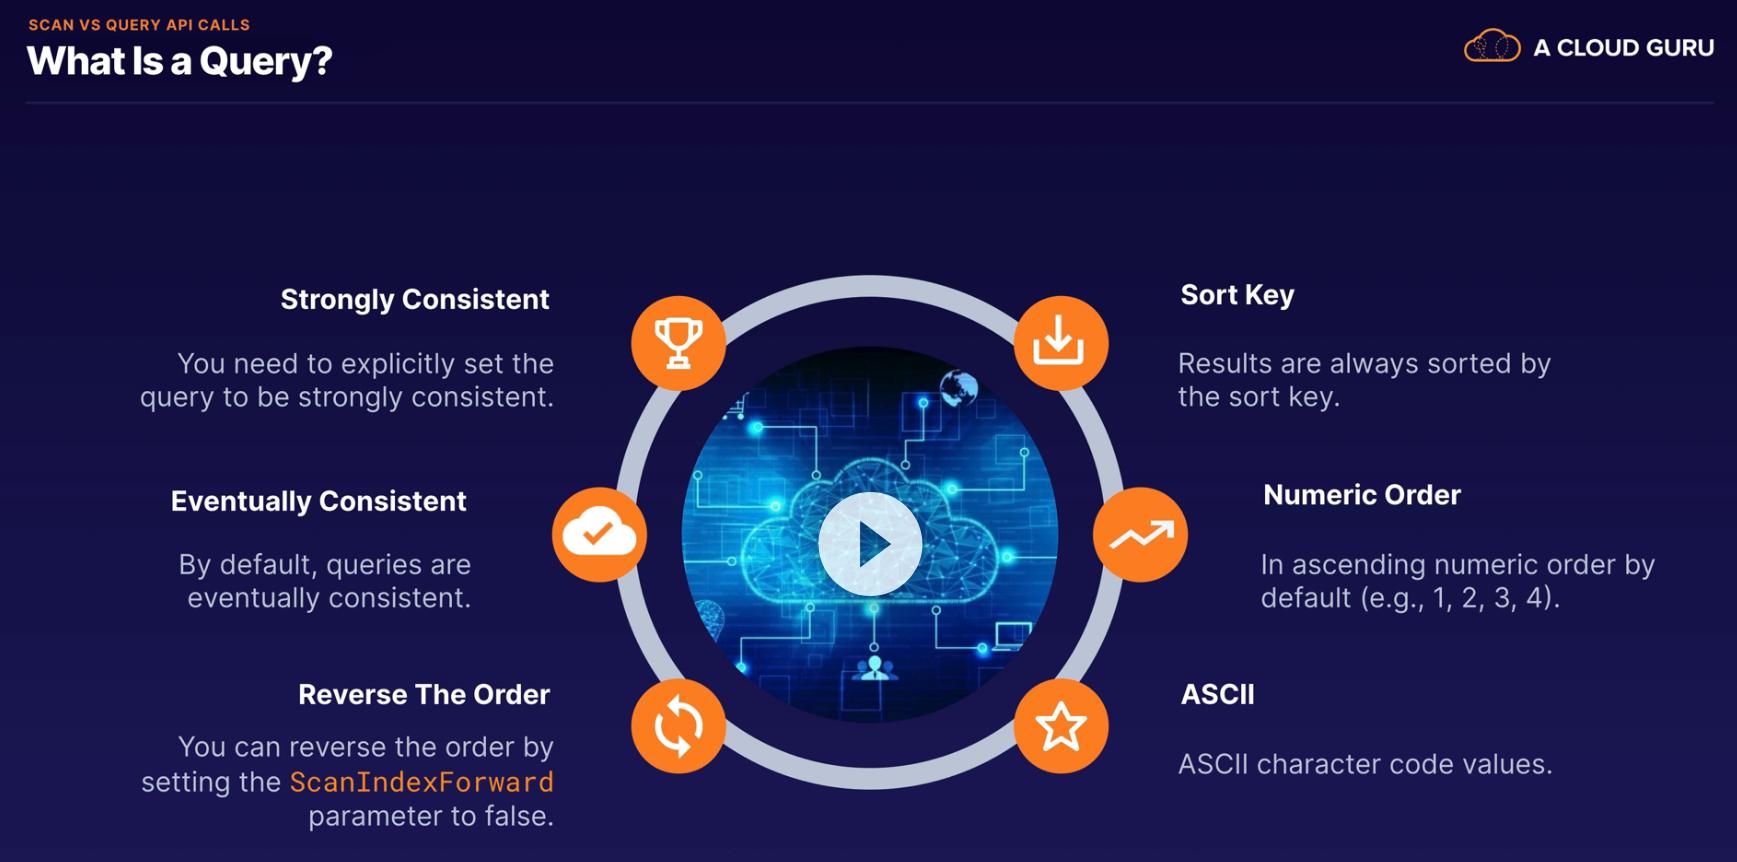 SCAN VS QUERY API CALLS
What Is a Query?
A CLOUD GURU
Strongly Consistent
You need to explicitly set the
query to be strongly consistent.
Eventually Consistent
By default, queries are
eventually consistent.
Reverse The Order
You can reverse the order by
setting the ScanIndexForward
parameter to false.
Sort Key
Results are always sorted by
the sort key.
Numeric Order
In ascending numeric order by
default (e.g., 1, 2, 3, 4).
ASCII
ASCII character code values.